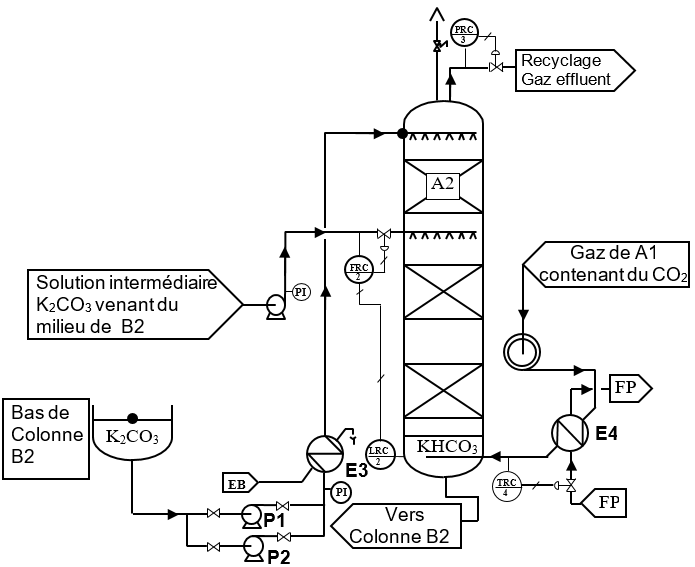 PRC
3
Recyclage
Gaz effluent
A2
Gaz de A1
contenant du CO₂
FRC
2
Solution intermédiaire
K₂CO₃ venant du
milieu de B2
PI
FP
Bas de
Colonne
B2
K₂CO₃
E3
E4
LRC
2
KHCO₃
EB
PI
TRC
4
FP
P1
P2
Vers
Colonne B2